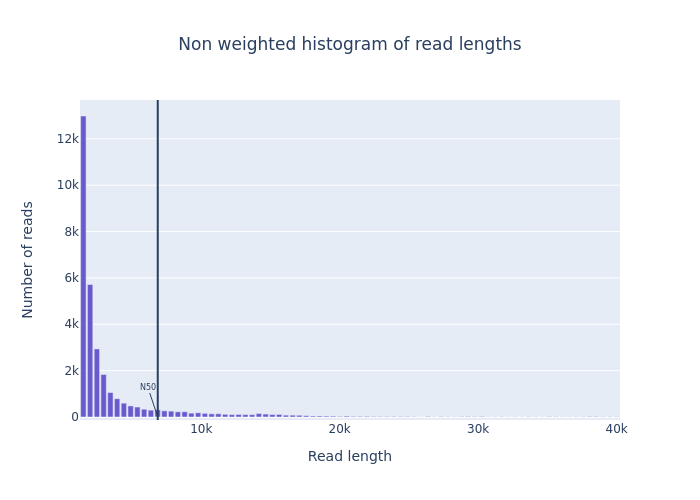 Non weighted histogram of read lengths
Number of reads
12k
10k
8k
6k
4k
2k
0
N50
10k
20k
30k
40k
Read length